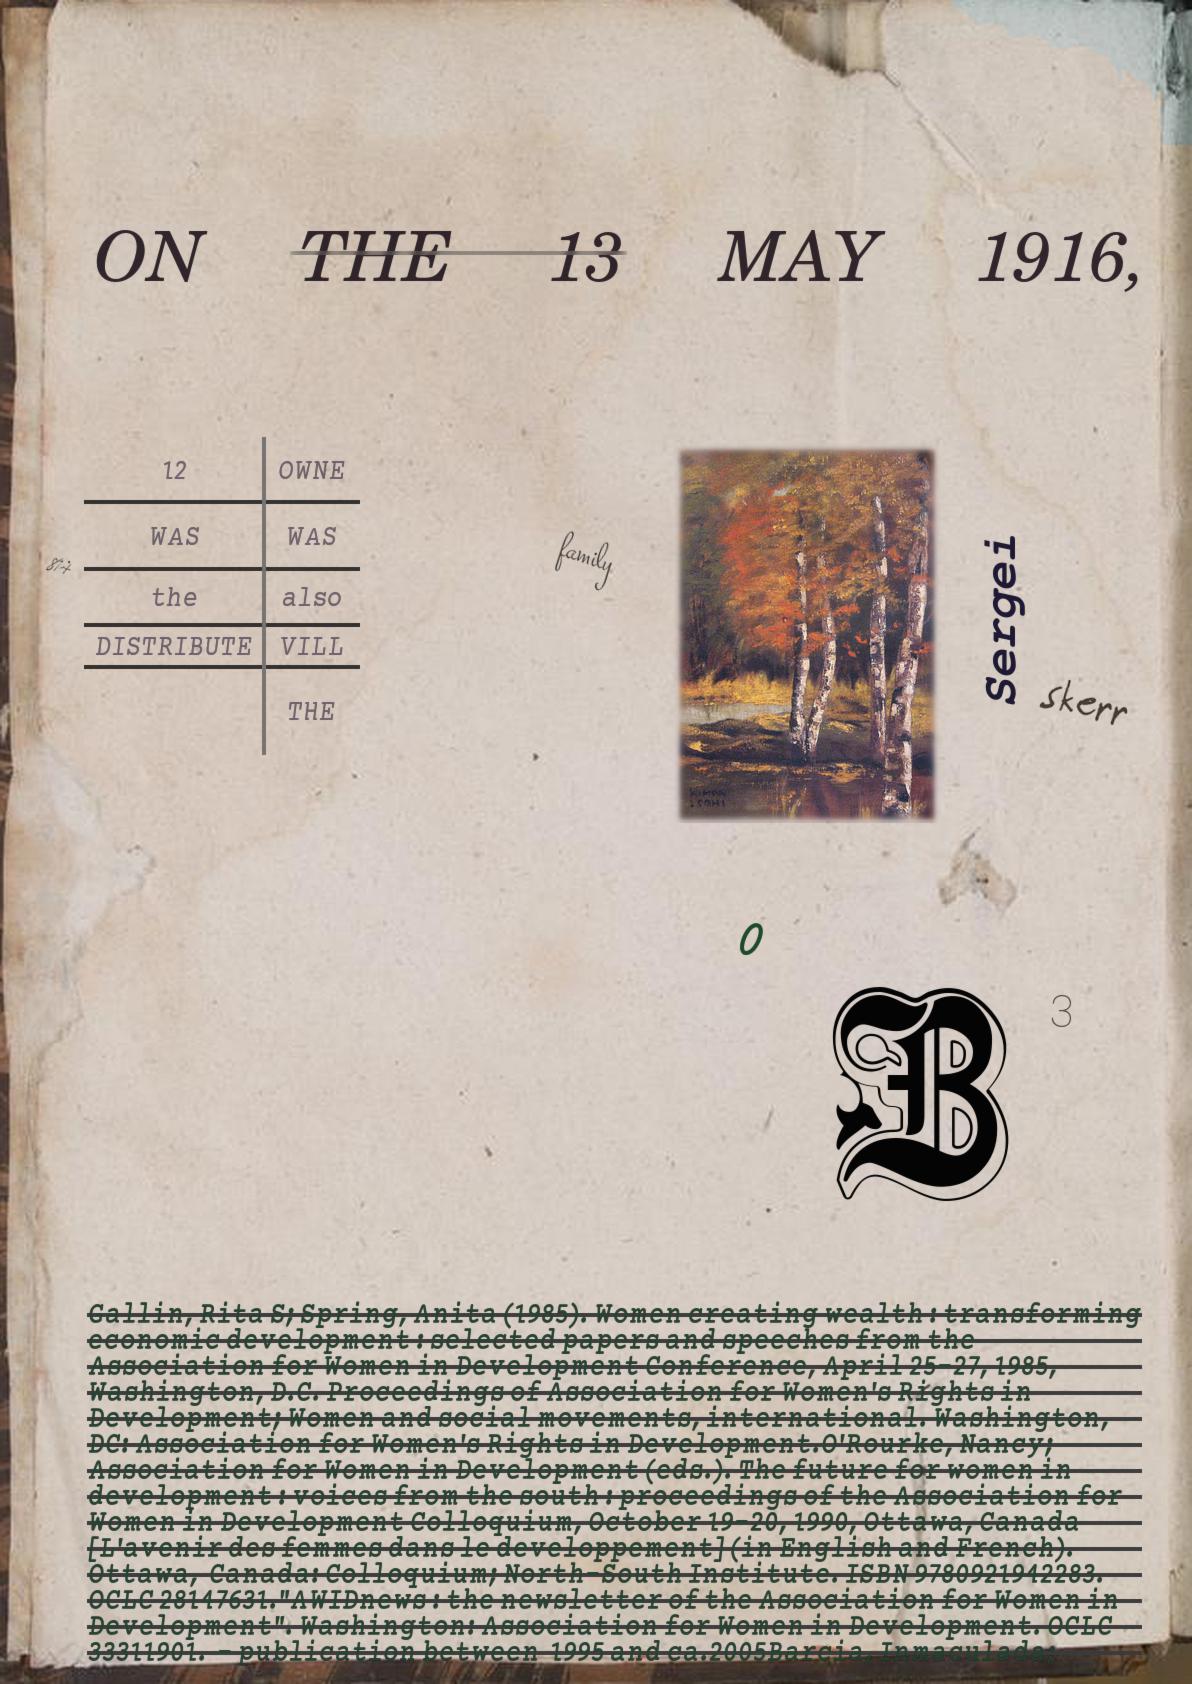 ON THE 13 MAY 1916,
12 OWNE
WAS WAS
the also
DISTRIBUTE VILL
THE
family
Sergei
skerr
0
B
3
Callin, Rita S; Spring, Anita (1985). Women creating wealth : transforming
economic development : selected papers and speeches from the
Association for Women in Development Conference, April 25-27, 1985,
Washington, D.C. Proceedings of Association for Women's Rights in
Development; Women and social movements, international. Washington,
DC: Association for Women's Rights in Development.O'Rourke, Nancy;
Association for Women in Development (eds.). The future for women in
development : voices from the south : proceedings of the Association for
Women in Development Colloquium, October 19-20, 1990, Ottawa, Canada
[L'avenir des femmes dans le developpement] (in English and French).
Ottawa, Canada: Colloquium; North-South Institute. ISBN 9780921942283.
OCLC 28147631."AWIDnews : the newsletter of the Association for Women in
Development". Washington: Association for Women in Development. OCLC
33311901. - publication between 1995 and ca.2005Barcia, Inmaculada;